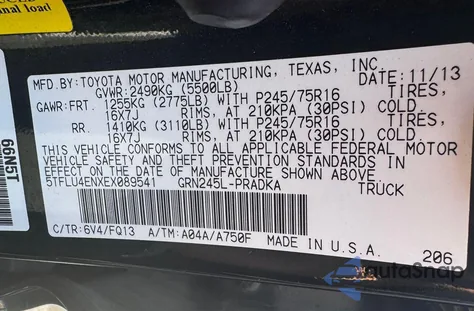 nal load
66N5T
MFD.BY:TOYOTA MOTOR MANUFACTURING, TEXAS, INC.
GVWR:2490KG (5500LB) DATE:11/13
GAWR:FRT. 1255KG (2775LB) WITH P245/75R16 TIRES,
16X7J RIMS, AT 210KPA (30PSI) COLD.
RR. 1410KG (3110LB) WITH P245/75R16 TIRES,
16X7J RIMS, AT 210KPA (30PSI) COLD.
THIS VEHICLE CONFORMS TO ALL APPLICABLE FEDERAL MOTOR
VEHICLE SAFETY AND THEFT PREVENTION STANDARDS IN
EFFECT ON THE DATE OF MANUFACTURE SHOWN ABOVE.
5TFLU4ENXEX089541 GRN245L-PRADKA TRUCK
C/TR:6V4/FQ13 A/TM:A04A/A750F MADE IN U.S.A. 206
autoSnap